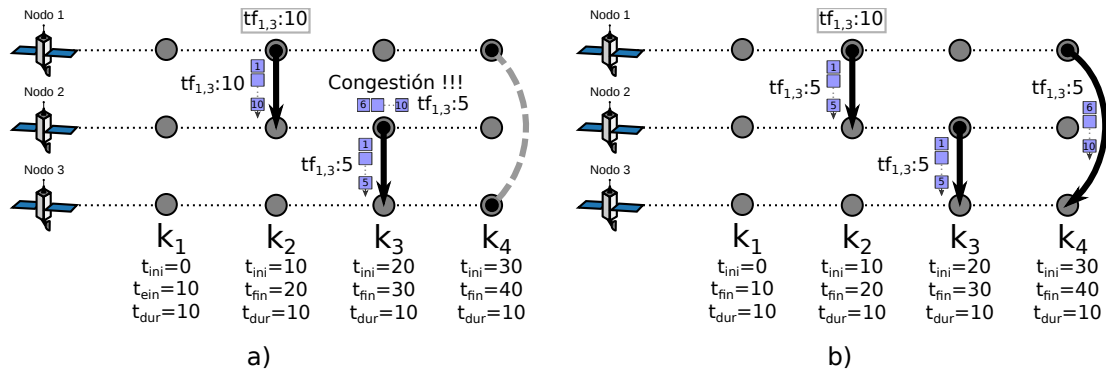 Nodo 1
tf1,3:10
1
tf1,3:10
10
Congestión !!!
6
10
tf1,3:5
Nodo 2
1
tf1,3:5
5
Nodo 3
k1
k2
k3
k4
tini=0
tini=10
tini=20
tini=30
tein=10
tfin=20
tfin=30
tfin=40
tdur=10
tdur=10
tdur=10
tdur=10
a)
Nodo 1
tf1,3:10
1
tf1,3:5
5
tf1,3:5
6
10
Nodo 2
1
tf1,3:5
5
Nodo 3
k1
k2
k3
k4
tini=0
tini=10
tini=20
tini=30
tfin=10
tfin=20
tfin=30
tfin=40
tdur=10
tdur=10
tdur=10
tdur=10
b)